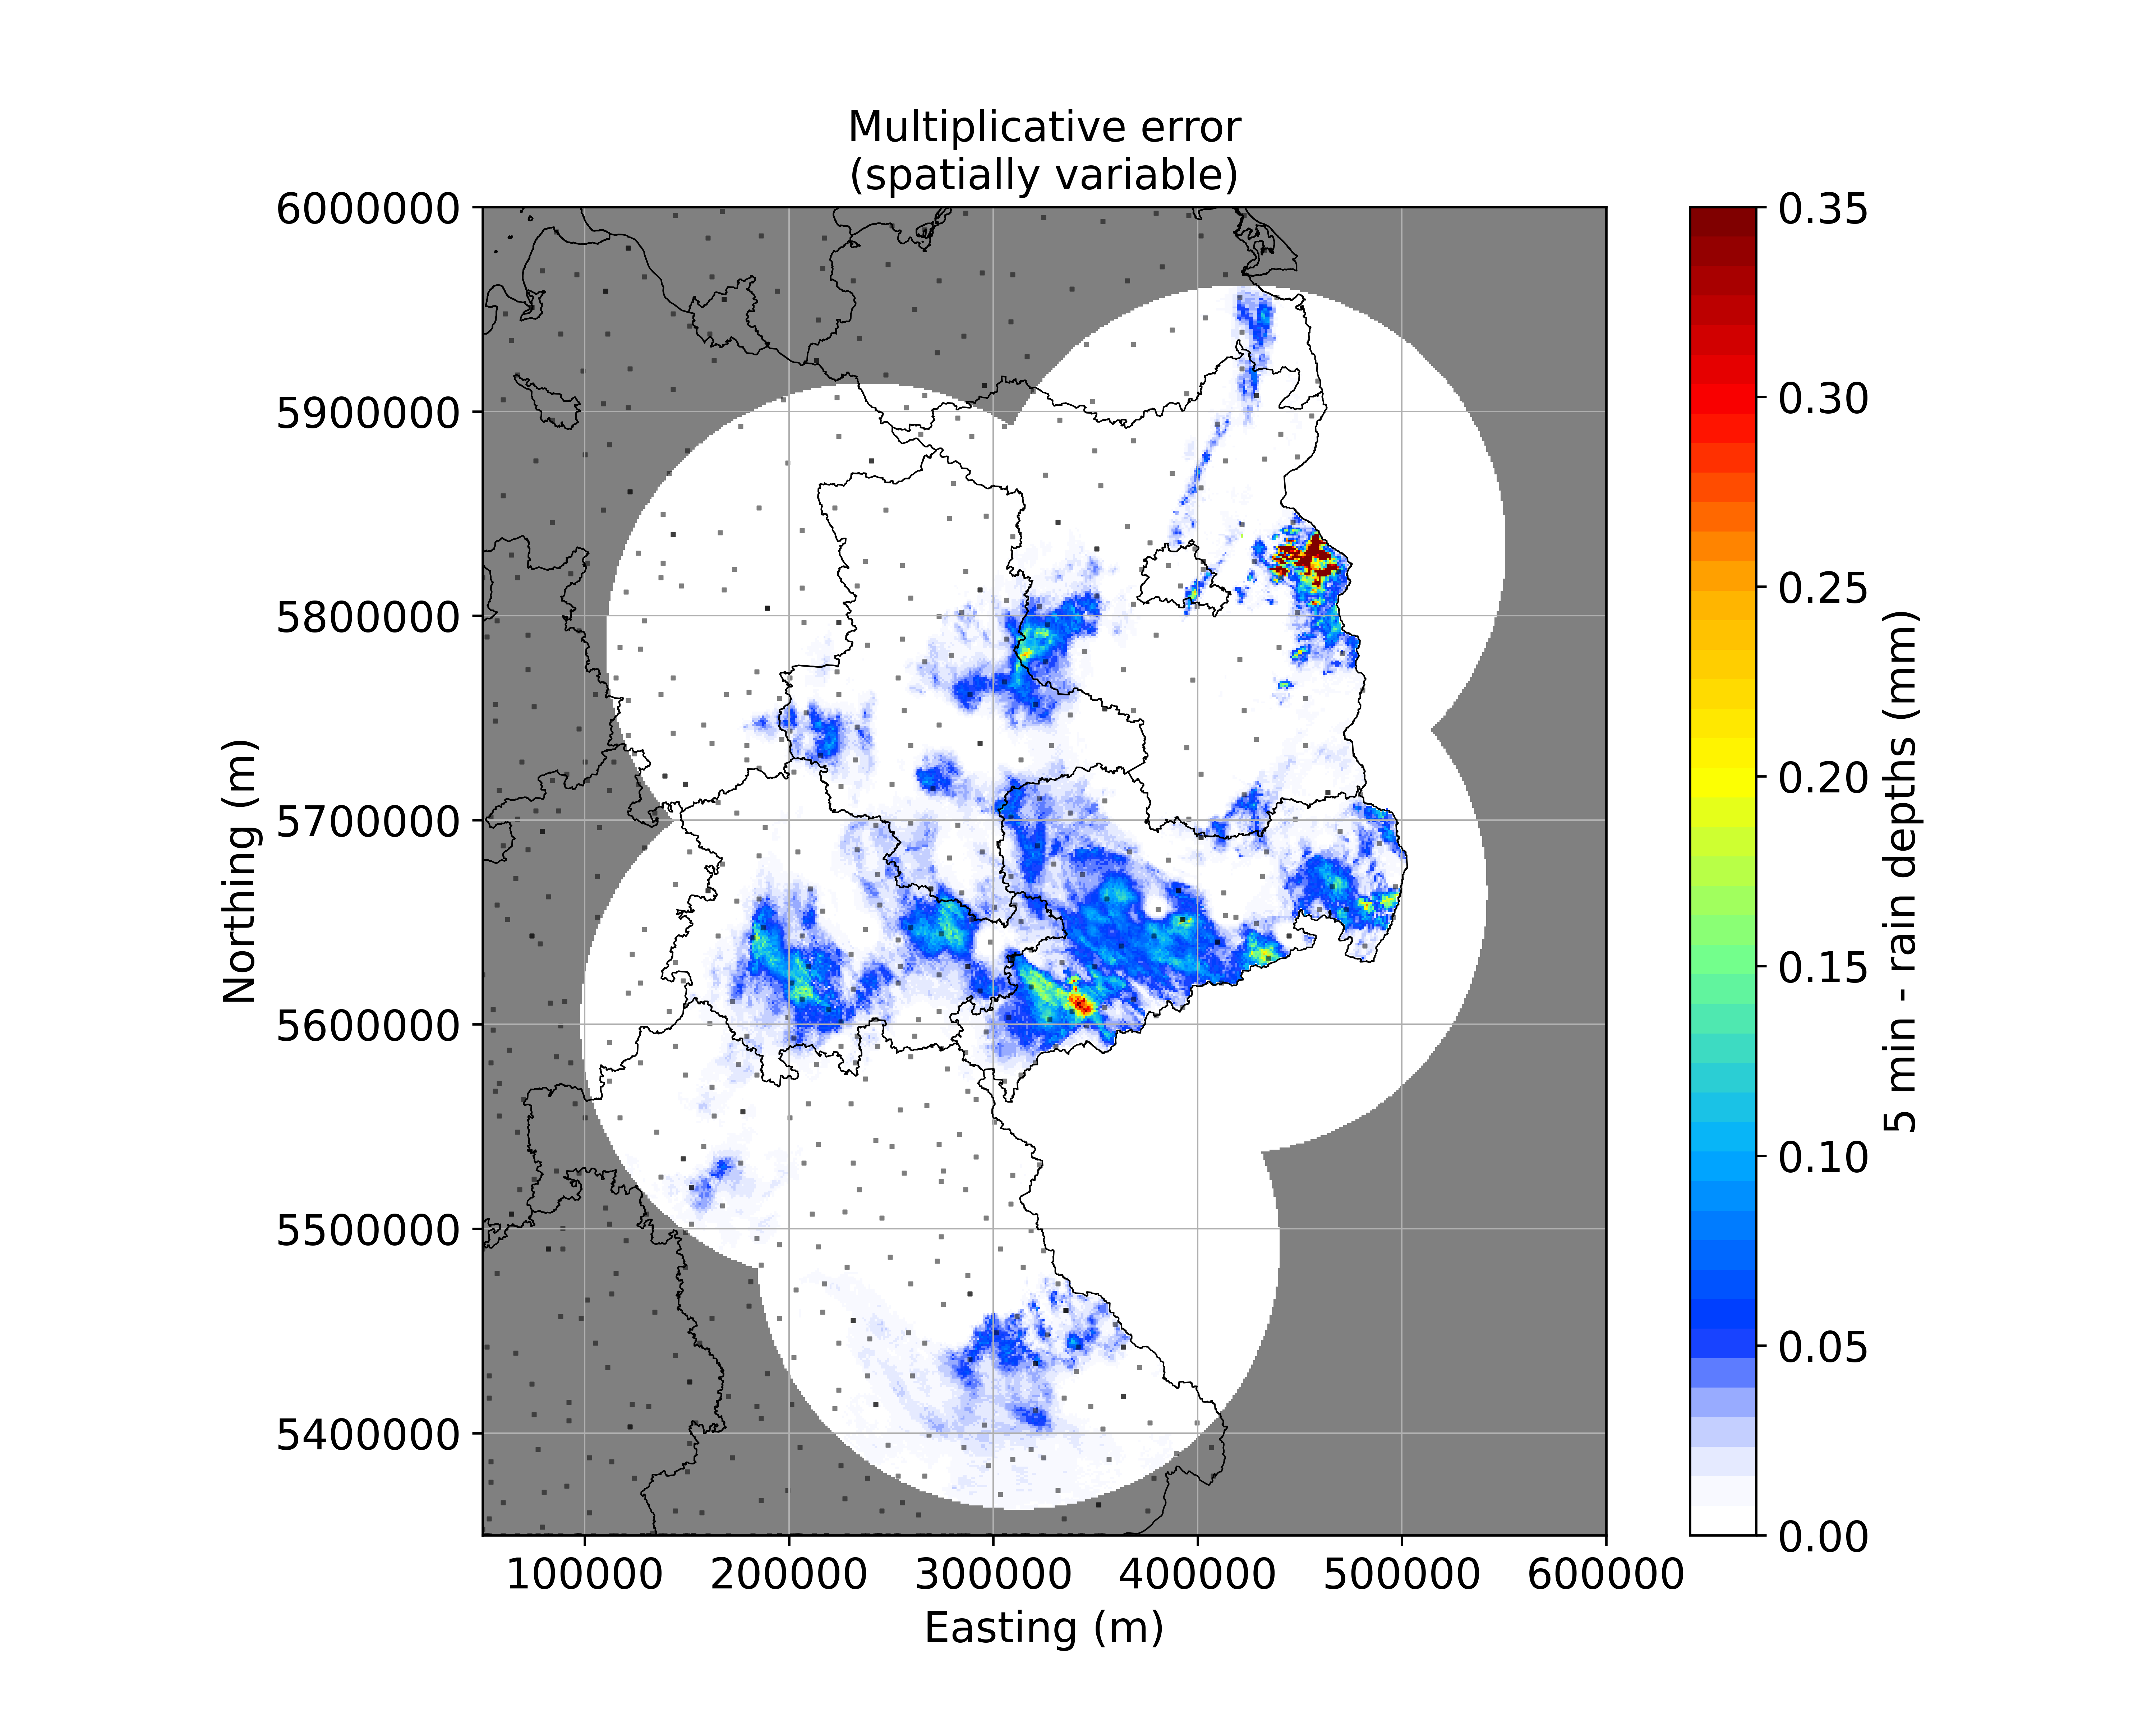 Multiplicative error
(spatially variable)
6000000
5900000
5800000
5700000
5600000
5500000
5400000
Northing (m)
100000 200000 300000 400000 500000 600000
Easting (m)
0.35
0.30
0.25
0.20
0.15
0.10
0.05
0.00
5 min - rain depths (mm)